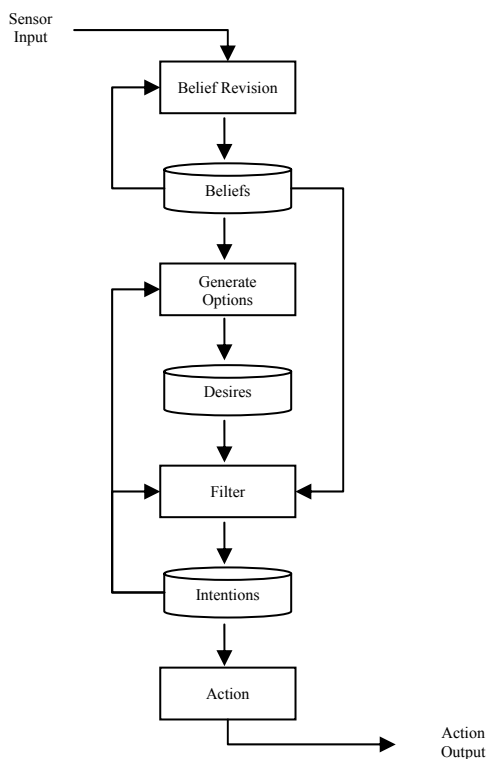 Sensor
Input
Belief Revision
Beliefs
Generate
Options
Desires
Filter
Intentions
Action
Action
Output